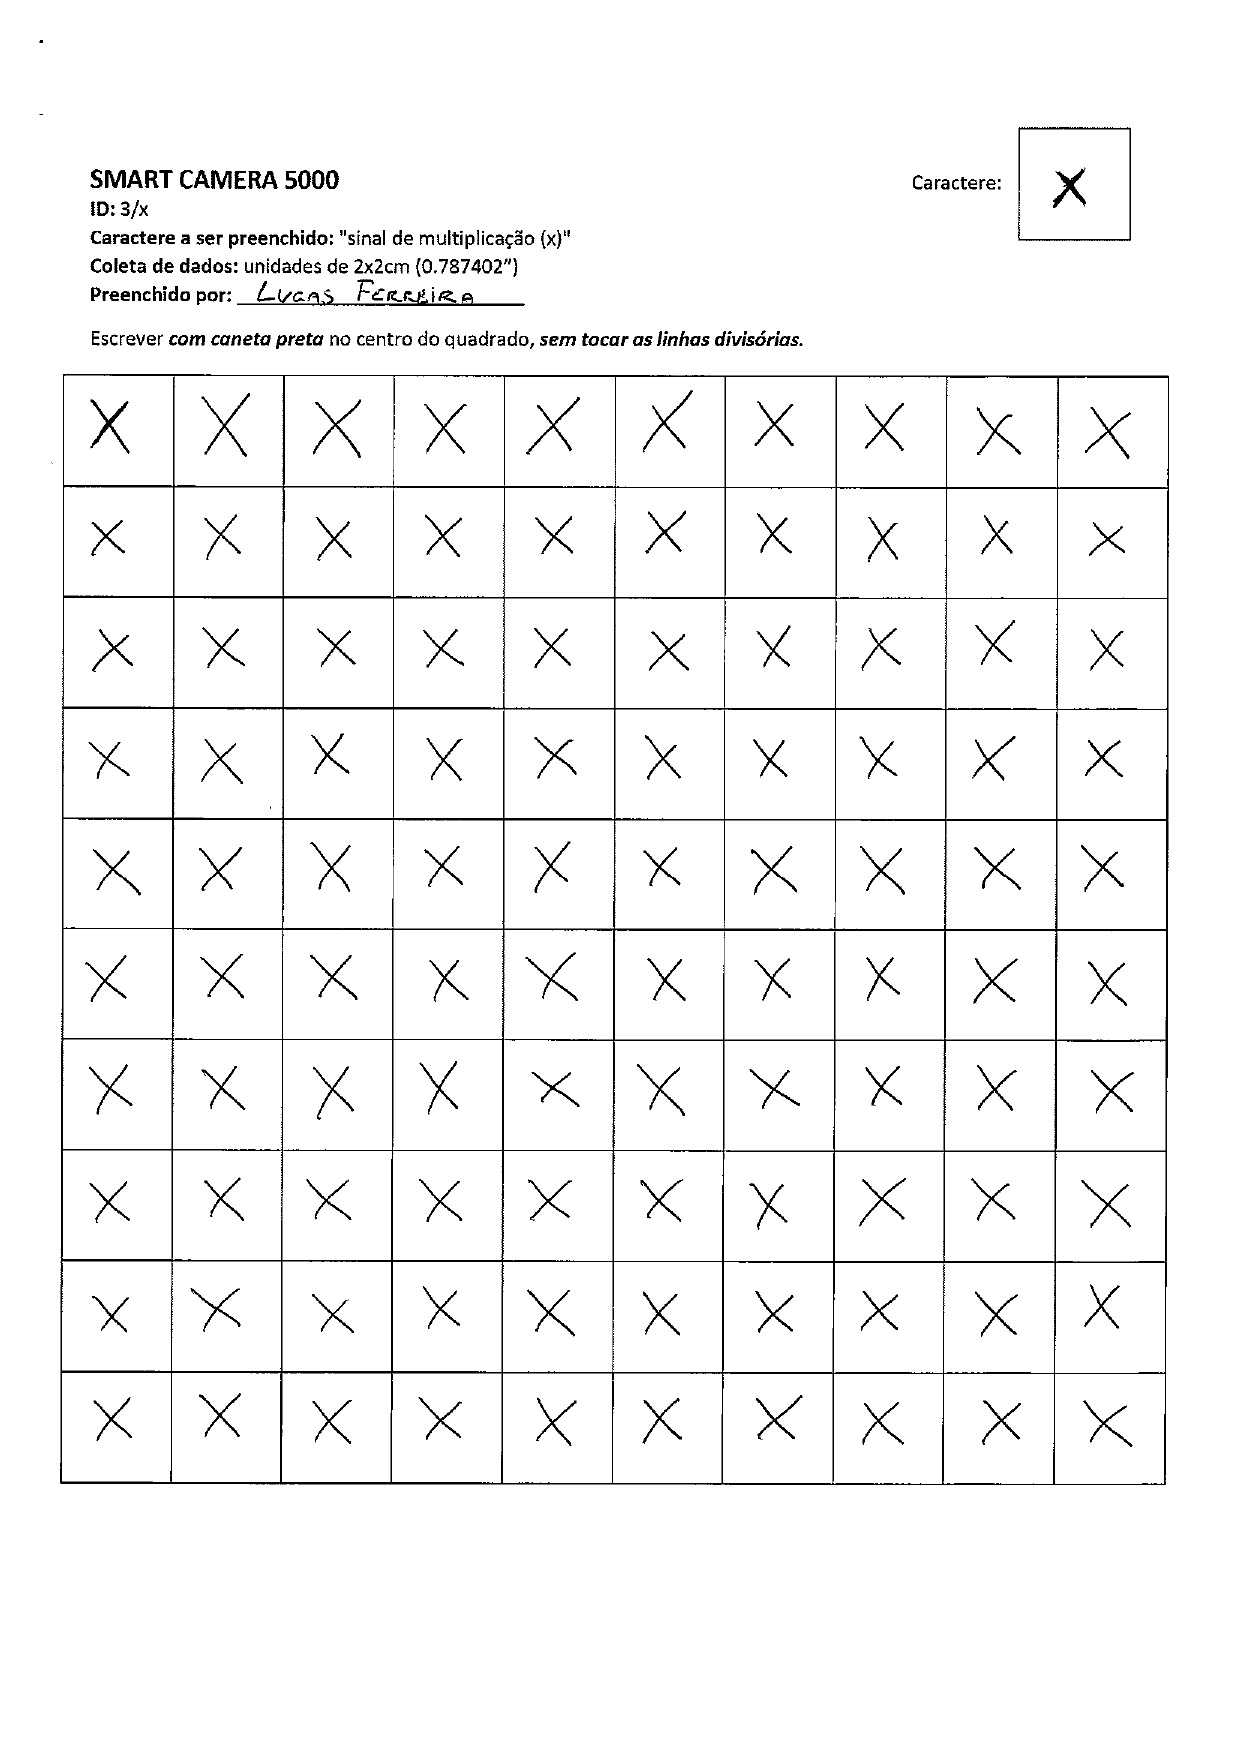 SMART CAMERA 5000
Caractere: X
ID: 3/x
Caractere a ser preenchido: "sinal de multiplicação (x)"
Coleta de dados: unidades de 2x2cm (0.787402")
Preenchido por: Lucas Ferreira
Escrever com caneta preta no centro do quadrado, sem tocar as linhas divisórias.
X X X X X X X X X X
X X X X X X X X X X
X X X X X X X X X X
X X X X X X X X X X
X X X X X X X X X X
X X X X X X X X X X
X X X X X X X X X X
X X X X X X X X X X
X X X X X X X X X X
X X X X X X X X X X